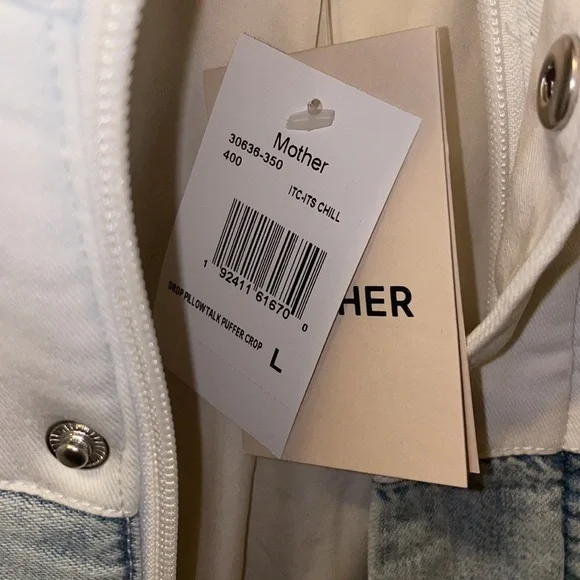 Mother
30636-350
400
ITC-ITS CHILL
1 92411 61670 0
DROP PILLOWTALK PUFFER CROP
L
HER